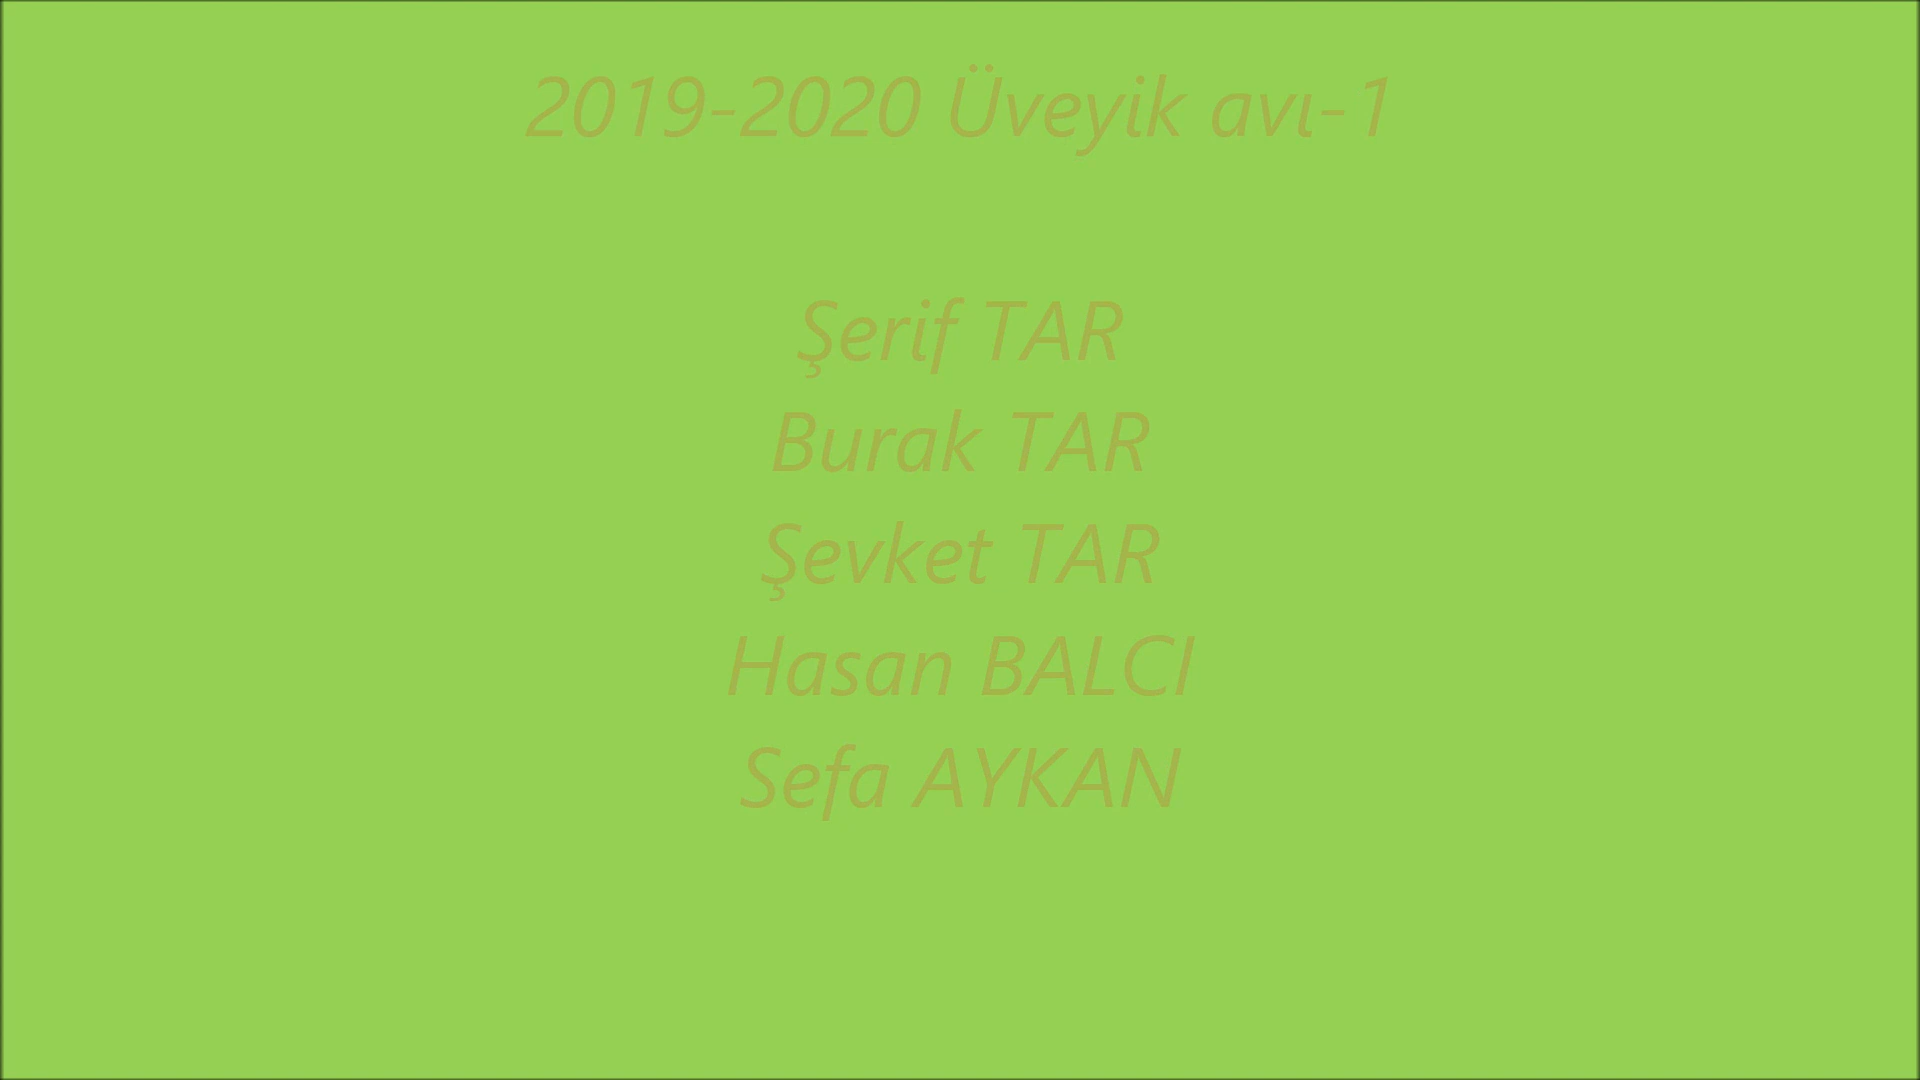 2019-2020 Üveyik avı-1
Şerif TAR
Burak TAR
Şevket TAR
Hasan BALCI
Sefa AYKAN